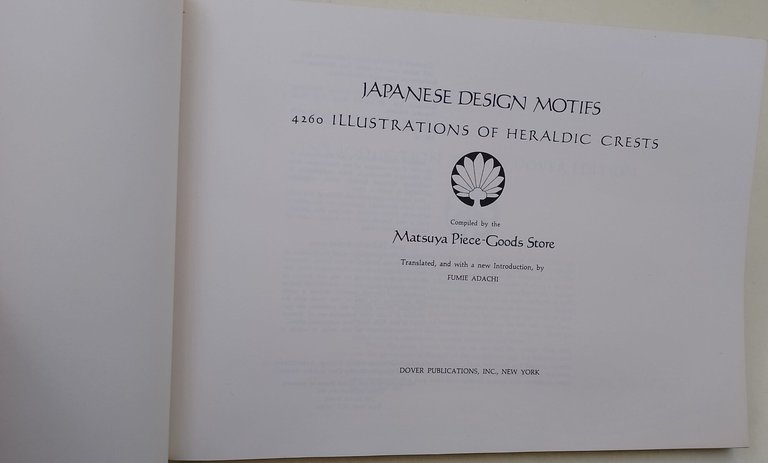 JAPANESE DESIGN MOTIFS
4260 ILLUSTRATIONS OF HERALDIC CRESTS
Compiled by the
Matsuya Piece-Goods Store
Translated, and with a new Introduction, by
FUMIE ADACHI
DOVER PUBLICATIONS, INC., NEW YORK